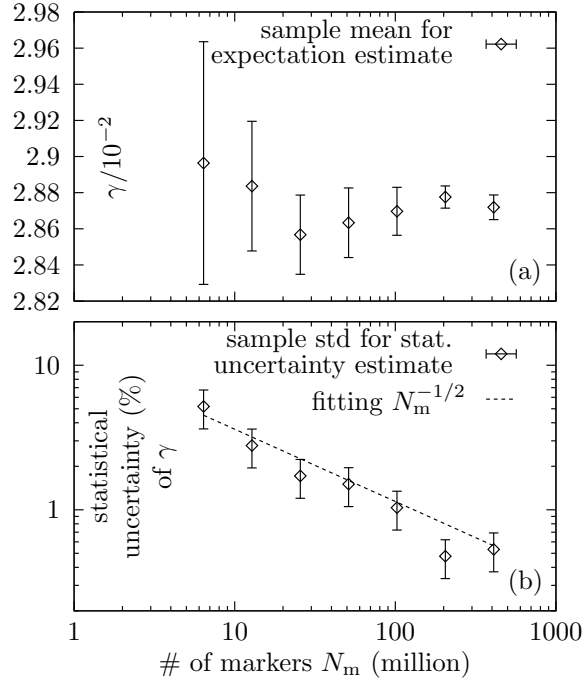 2.98
2.96
2.94
2.92
2.9
2.88
2.86
2.84
2.82
γ/10⁻²
sample mean for
expectation estimate
(a)
10
1
statistical
uncertainty (%)
of γ
sample std for stat.
uncertainty estimate
fitting N_m^{-1/2}
(b)
1 10 100 1000
# of markers N_m (million)